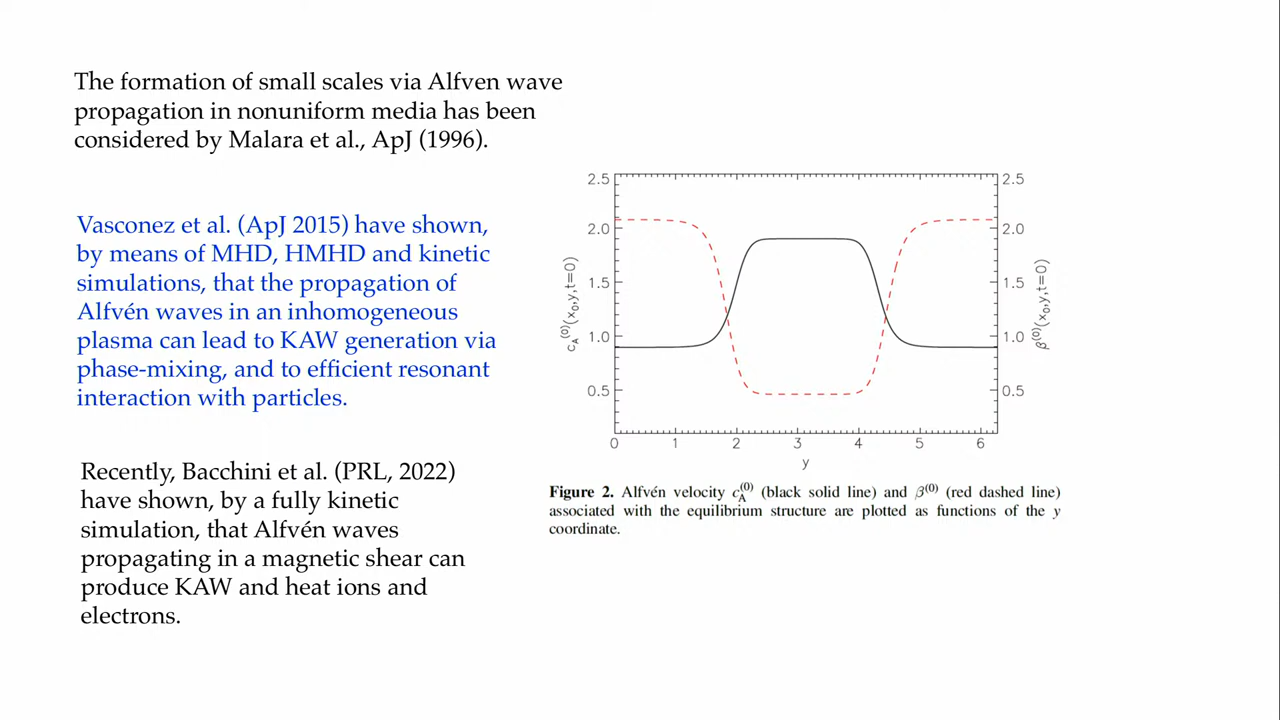 The formation of small scales via Alfven wave
propagation in nonuniform media has been
considered by Malara et al., ApJ (1996).
Vasconez et al. (ApJ 2015) have shown,
by means of MHD, HMHD and kinetic
simulations, that the propagation of
Alfvén waves in an inhomogeneous
plasma can lead to KAW generation via
phase-mixing, and to efficient resonant
interaction with particles.
Recently, Bacchini et al. (PRL, 2022)
have shown, by a fully kinetic
simulation, that Alfvén waves
propagating in a magnetic shear can
produce KAW and heat ions and
electrons.
c_A^(0)(x_0,y,t=0)
2.5
2.0
1.5
1.0
0.5
2.5
2.0
1.5
1.0
0.5
β^(0)(x_0,y,t=0)
0 1 2 3 4 5 6
y
Figure 2. Alfvén velocity c_A^(0) (black solid line) and β^(0) (red dashed line)
associated with the equilibrium structure are plotted as functions of the y
coordinate.